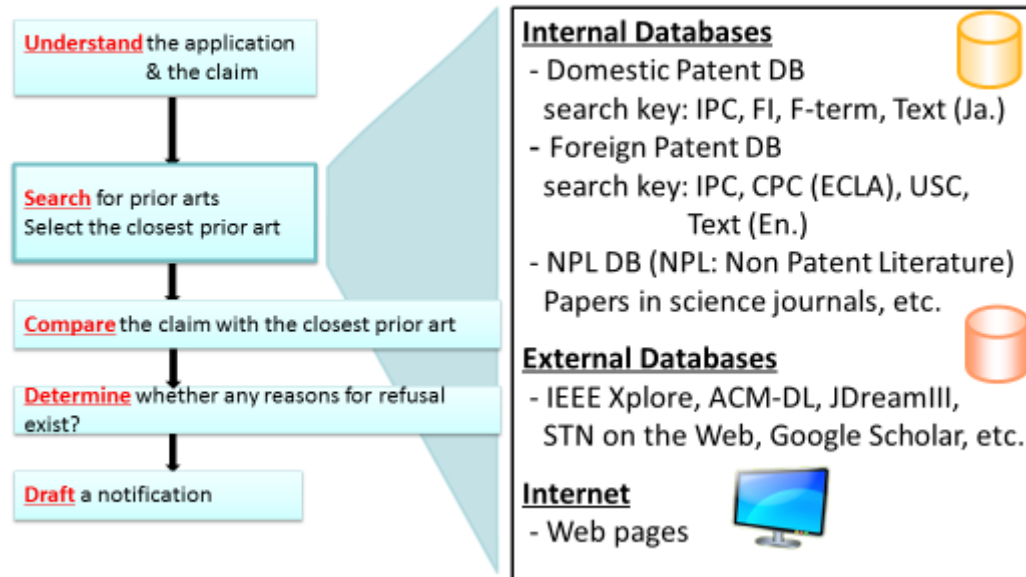 Understand the application
& the claim
Search for prior arts
Select the closest prior art
Compare the claim with the closest prior art
Determine whether any reasons for refusal
exist?
Draft a notification
Internal Databases
- Domestic Patent DB
search key: IPC, FI, F-term, Text (Ja.)
- Foreign Patent DB
search key: IPC, CPC (ECLA), USC,
Text (En.)
- NPL DB (NPL: Non Patent Literature)
Papers in science journals, etc.
External Databases
- IEEE Xplore, ACM-DL, JDreamIII,
STN on the Web, Google Scholar, etc.
Internet
- Web pages